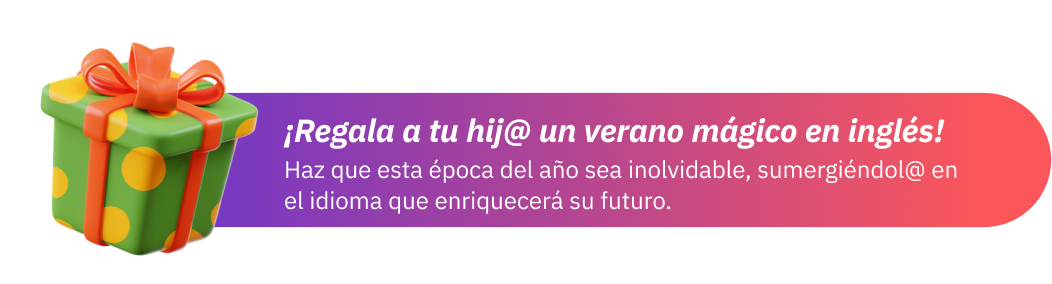 ¡Regala a tu hij@ un verano mágico en inglés!
Haz que esta época del año sea inolvidable, sumergiéndol@ en
el idioma que enriquecerá su futuro.